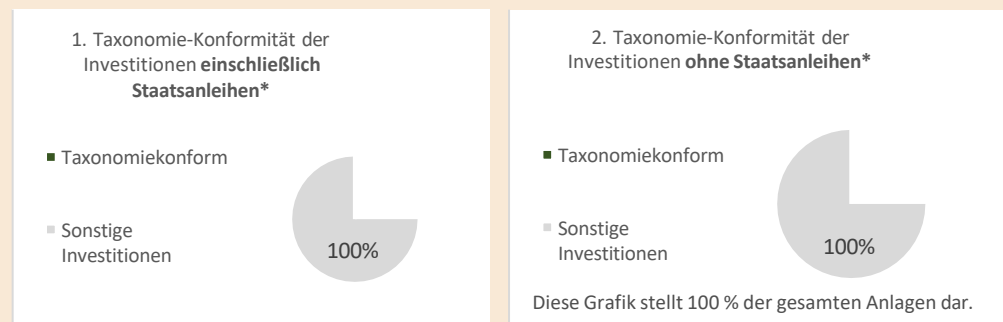 1. Taxonomie-Konformität der
Investitionen einschließlich
Staatsanleihen*
Taxonomiekonform
Sonstige
Investitionen
100%
2. Taxonomie-Konformität der
Investitionen ohne Staatsanleihen*
Taxonomiekonform
Sonstige
Investitionen
100%
Diese Grafik stellt 100 % der gesamten Anlagen dar.